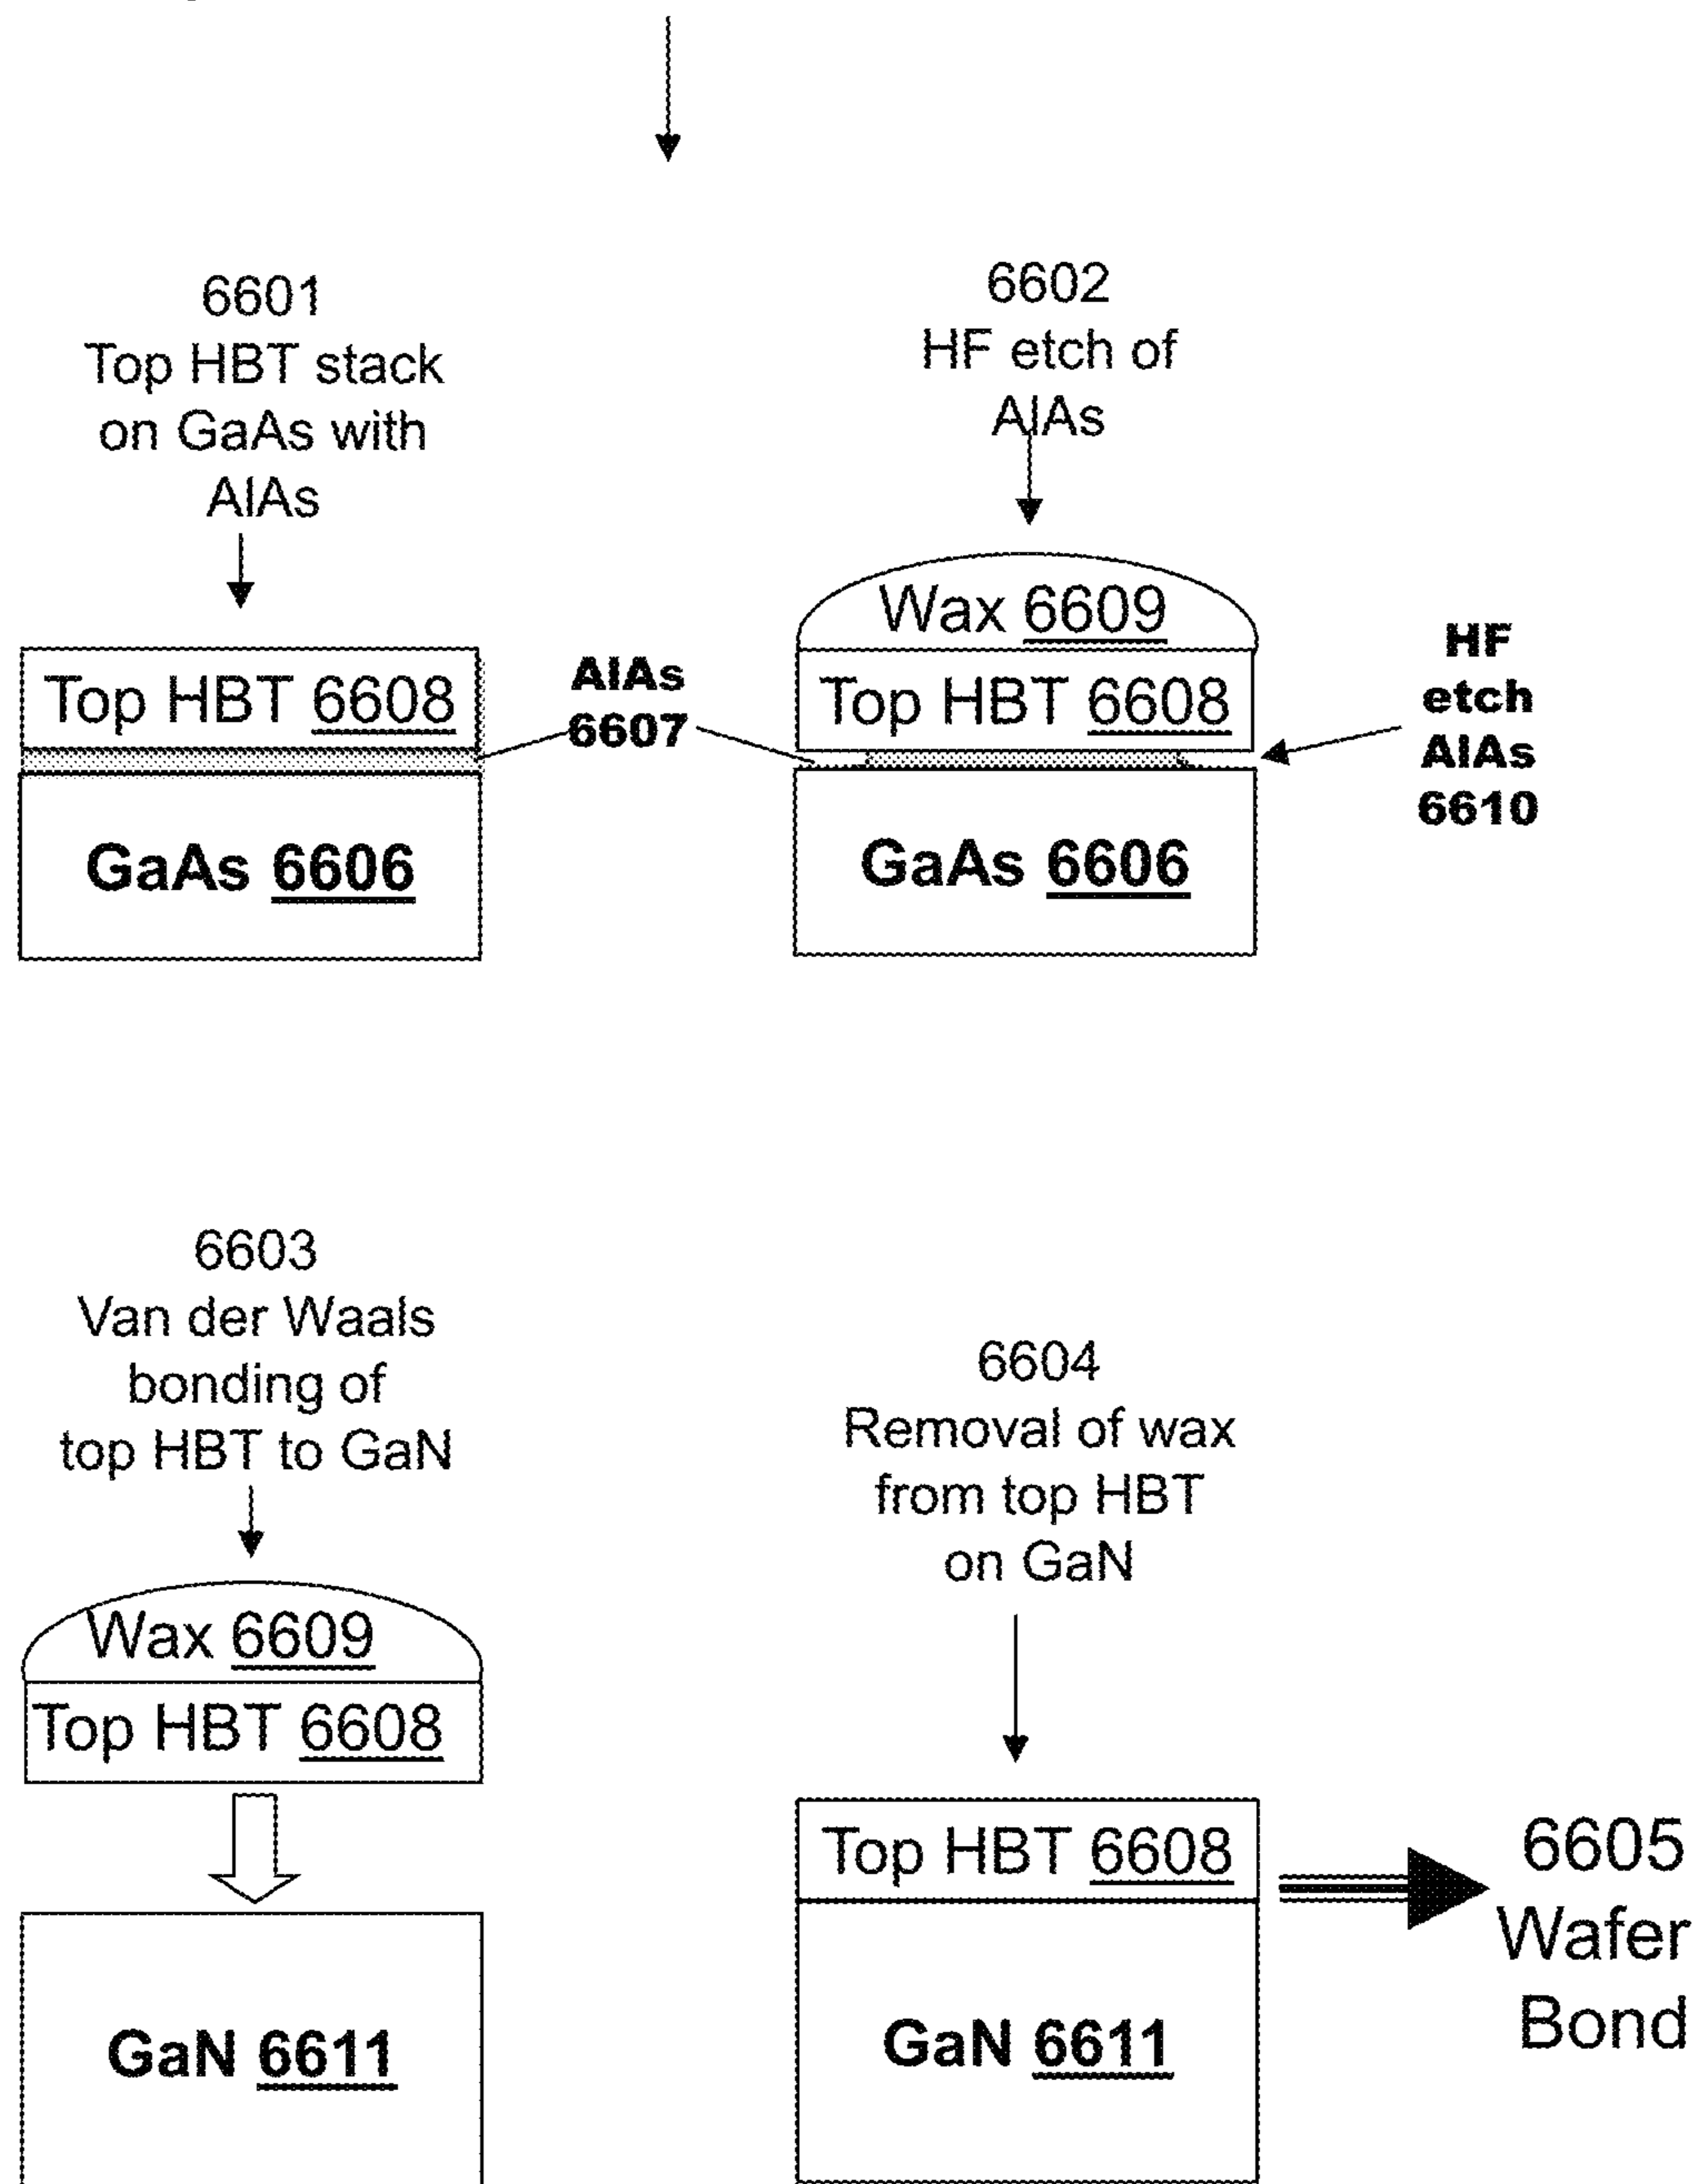 6601
Top HBT stack
on GaAs with
AlAs
6602
HF etch of
AlAs
Top HBT 6608
GaAs 6606
AlAs
6607
Wax 6609
Top HBT 6608
GaAs 6606
HF
etch
AlAs
6610
6603
Van der Waals
bonding of
top HBT to GaN
Wax 6609
Top HBT 6608
GaN 6611
6604
Removal of wax
from top HBT
on GaN
Top HBT 6608
GaN 6611
6605
Wafer
Bond